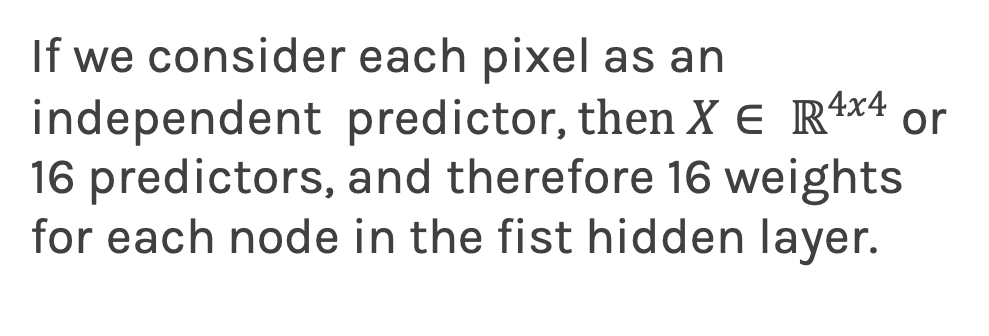 If we consider each pixel as an
independent predictor, then X ∈ ℝ⁴ˣ⁴ or
16 predictors, and therefore 16 weights
for each node in the fist hidden layer.